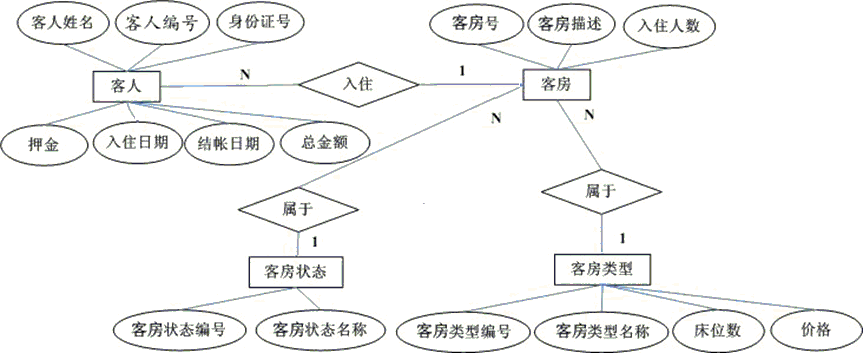 客人姓名 客人编号 身份证号 客房号 客房描述 入住人数
客人 N 入住 1 客房
押金 入住日期 结帐日期 总金额 N N
属于 属于
1 1
客房状态 客房类型
客房状态编号 客房状态名称 客房类型编号 客房类型名称 床位数 价格